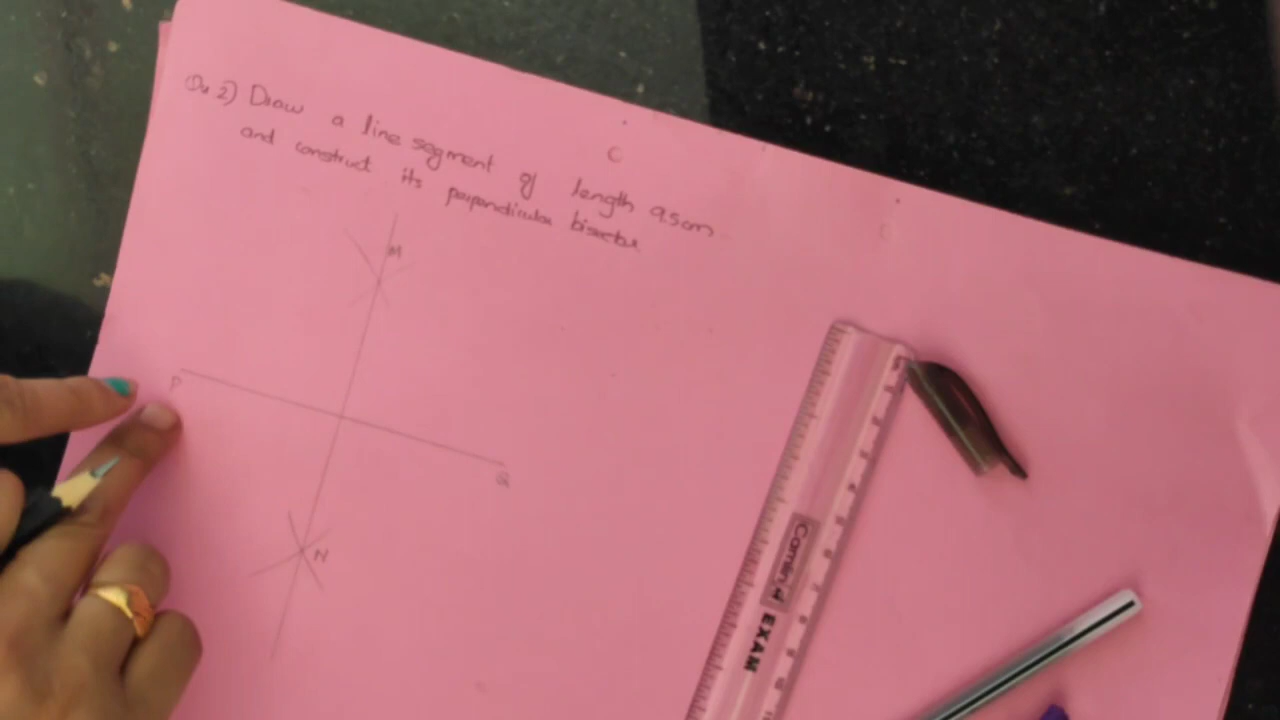 Qu 2) Draw a line segment of length 9.5cm
and construct its perpendicular bisector
M
P
Q
N
Camlin
EXAM